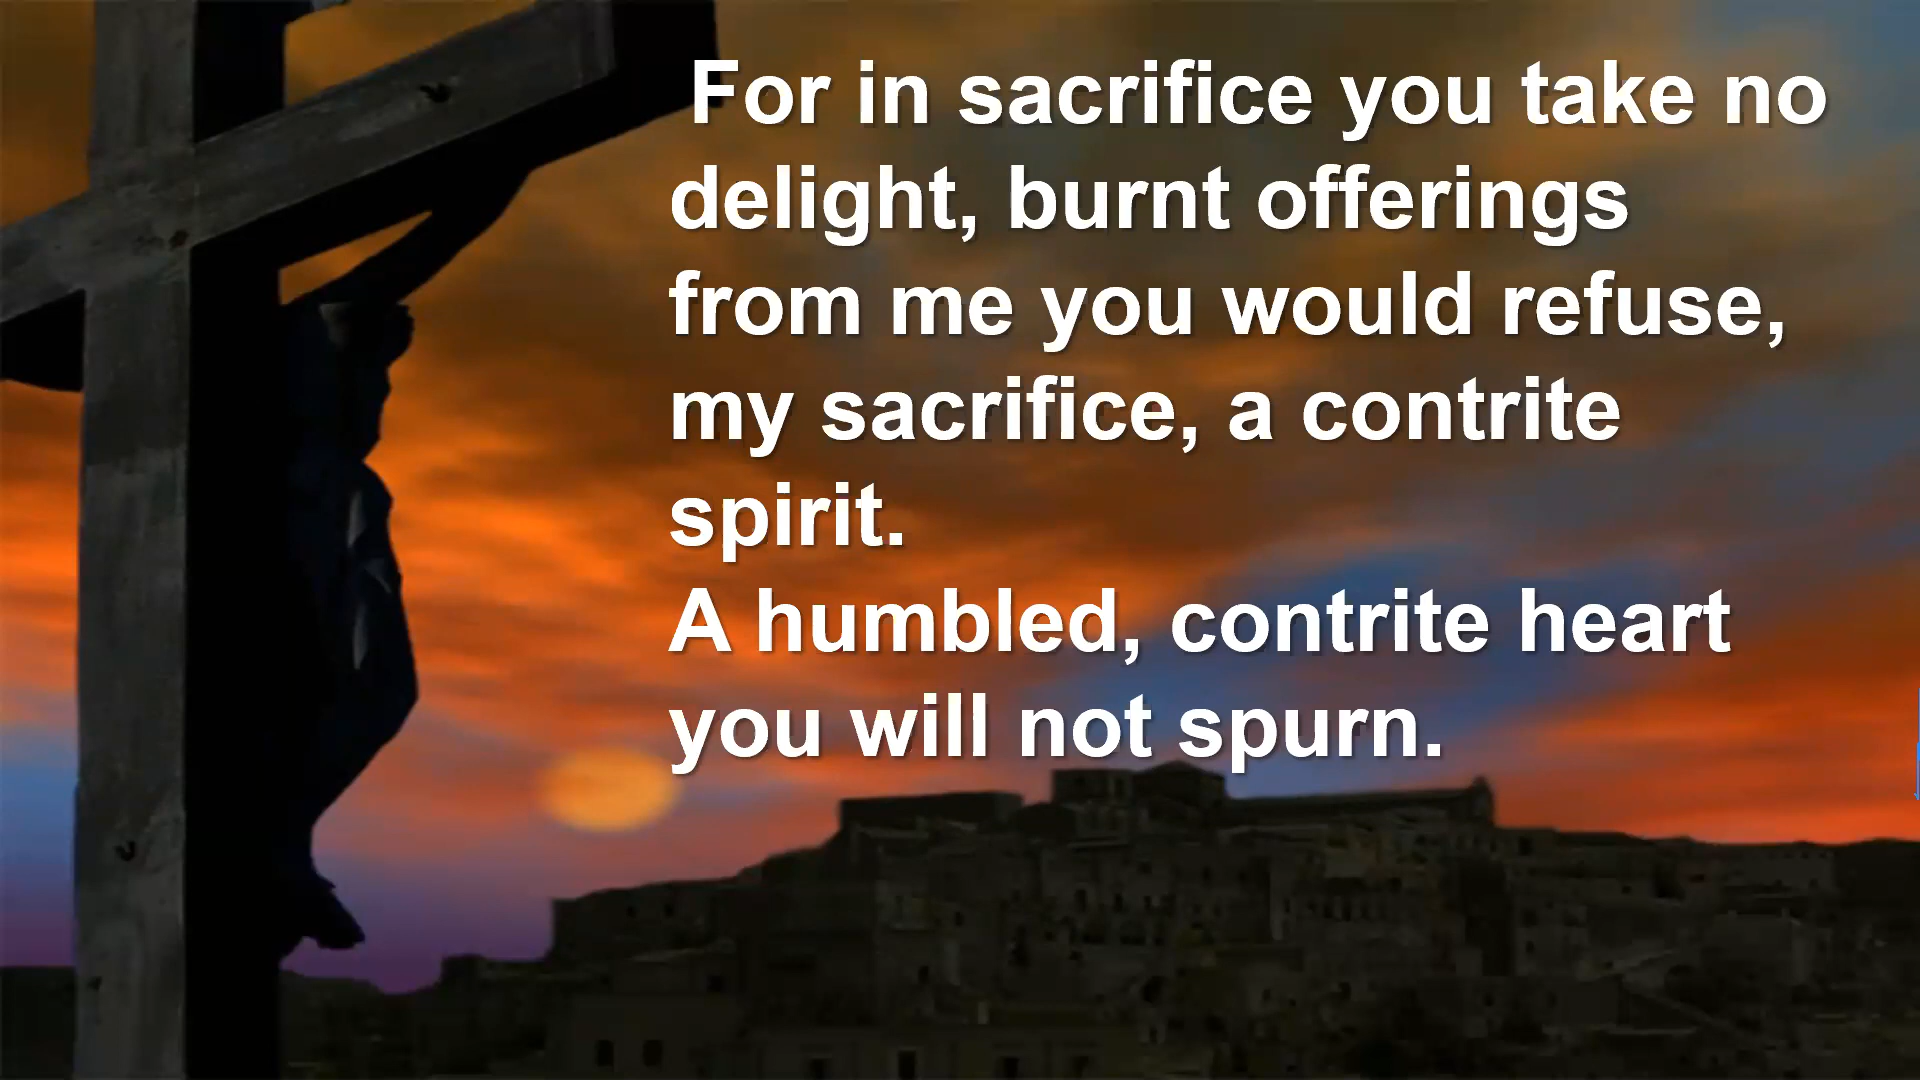 For in sacrifice you take no
delight, burnt offerings
from me you would refuse,
my sacrifice, a contrite
spirit.
A humbled, contrite heart
you will not spurn.